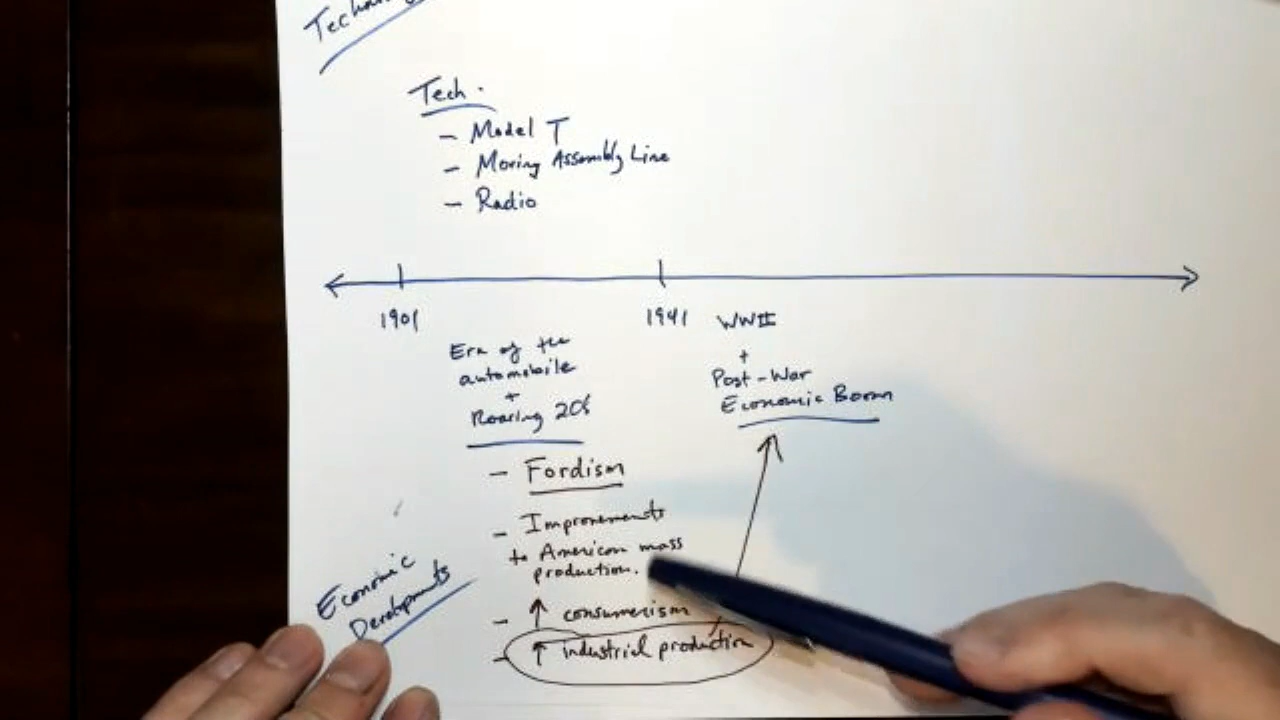 Tech.
- Model T
- Moving Assembly Line
- Radio
1901
1941
WWII
+
Post-War
Economic Boom
Era of the
automobile
+
Roaring 20s
- Fordism
- Improvements
to American mass
production.
- ↑ consumerism
- ↑ industrial production
Economic
Developments